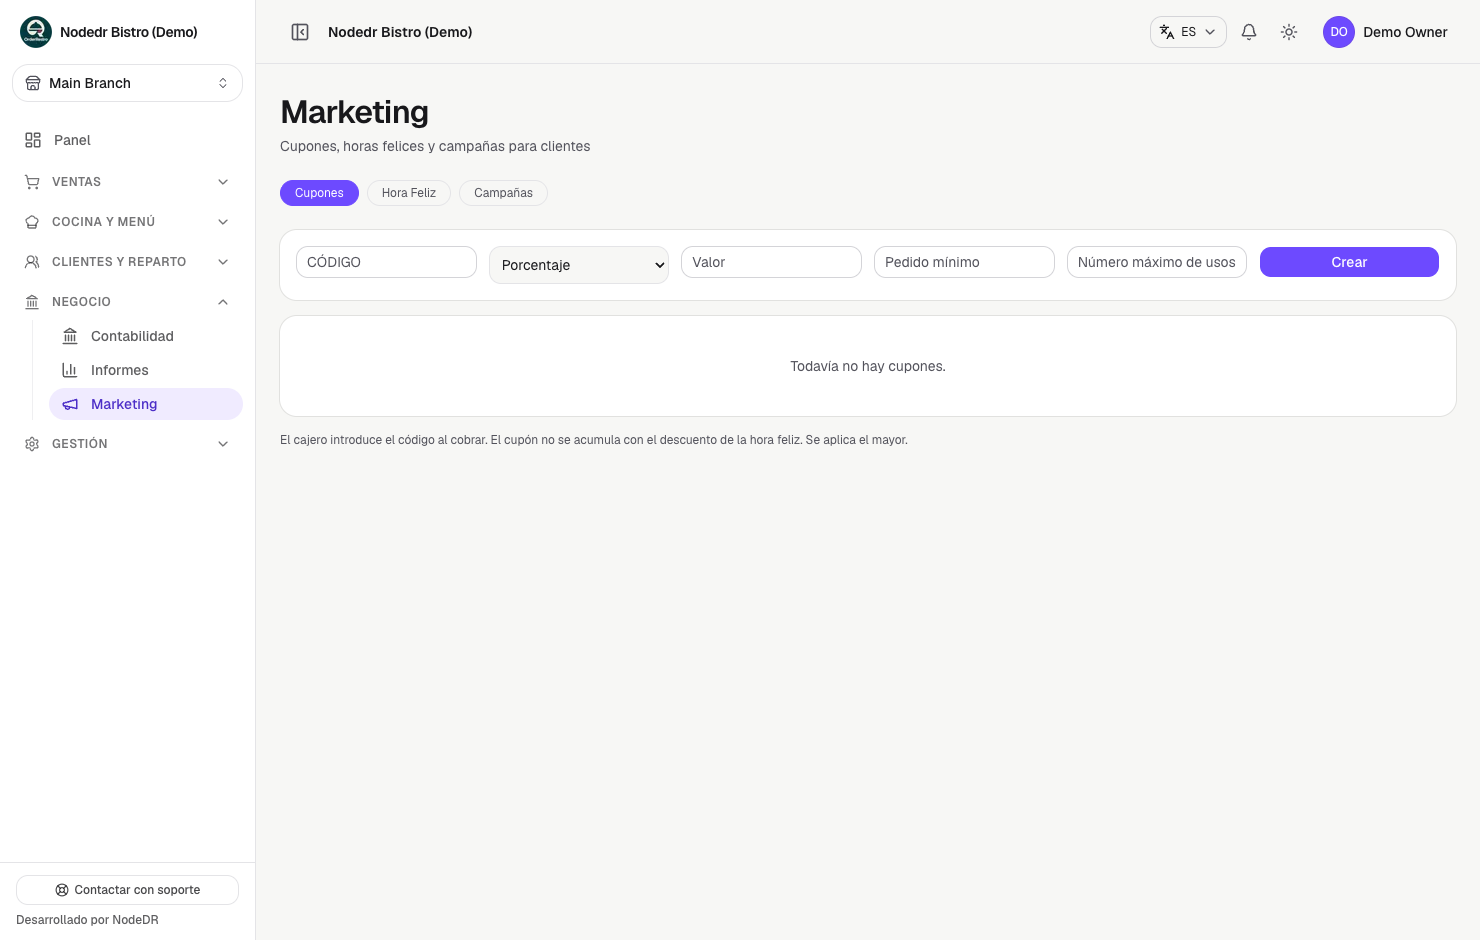 Nodedr Bistro (Demo)
Main Branch
Panel
VENTAS
COCINA Y MENÚ
CLIENTES Y REPARTO
NEGOCIO
Contabilidad
Informes
Marketing
GESTIÓN
Contactar con soporte
Desarrollado por NodeDR
Nodedr Bistro (Demo)
ES
DO
Demo Owner
Marketing
Cupones, horas felices y campañas para clientes
Cupones
Hora Feliz
Campañas
CÓDIGO
Porcentaje
Valor
Pedido mínimo
Número máximo de usos
Crear
Todavía no hay cupones.
El cajero introduce el código al cobrar. El cupón no se acumula con el descuento de la hora feliz. Se aplica el mayor.